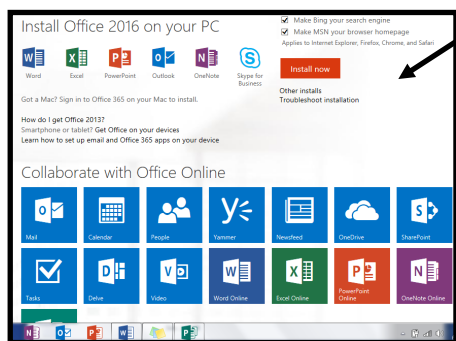 Install Office 2016 on your PC
Make Bing your search engine
Make MSN your browser homepage
Applies to Internet Explorer, Firefox, Chrome, and Safari
Word
Excel
PowerPoint
Outlook
OneNote
Skype for
Business
Install now
Other installs
Troubleshoot installation
Got a Mac? Sign in to Office 365 on your Mac to install.
How do I get Office 2013?
Smartphone or tablet? Get Office on your devices
Learn how to set up email and Office 365 apps on your device
Collaborate with Office Online
Mail
Calendar
People
Yammer
Newsfeed
OneDrive
SharePoint
Tasks
Delve
Video
Word Online
Excel Online
PowerPoint
Online
OneNote Online